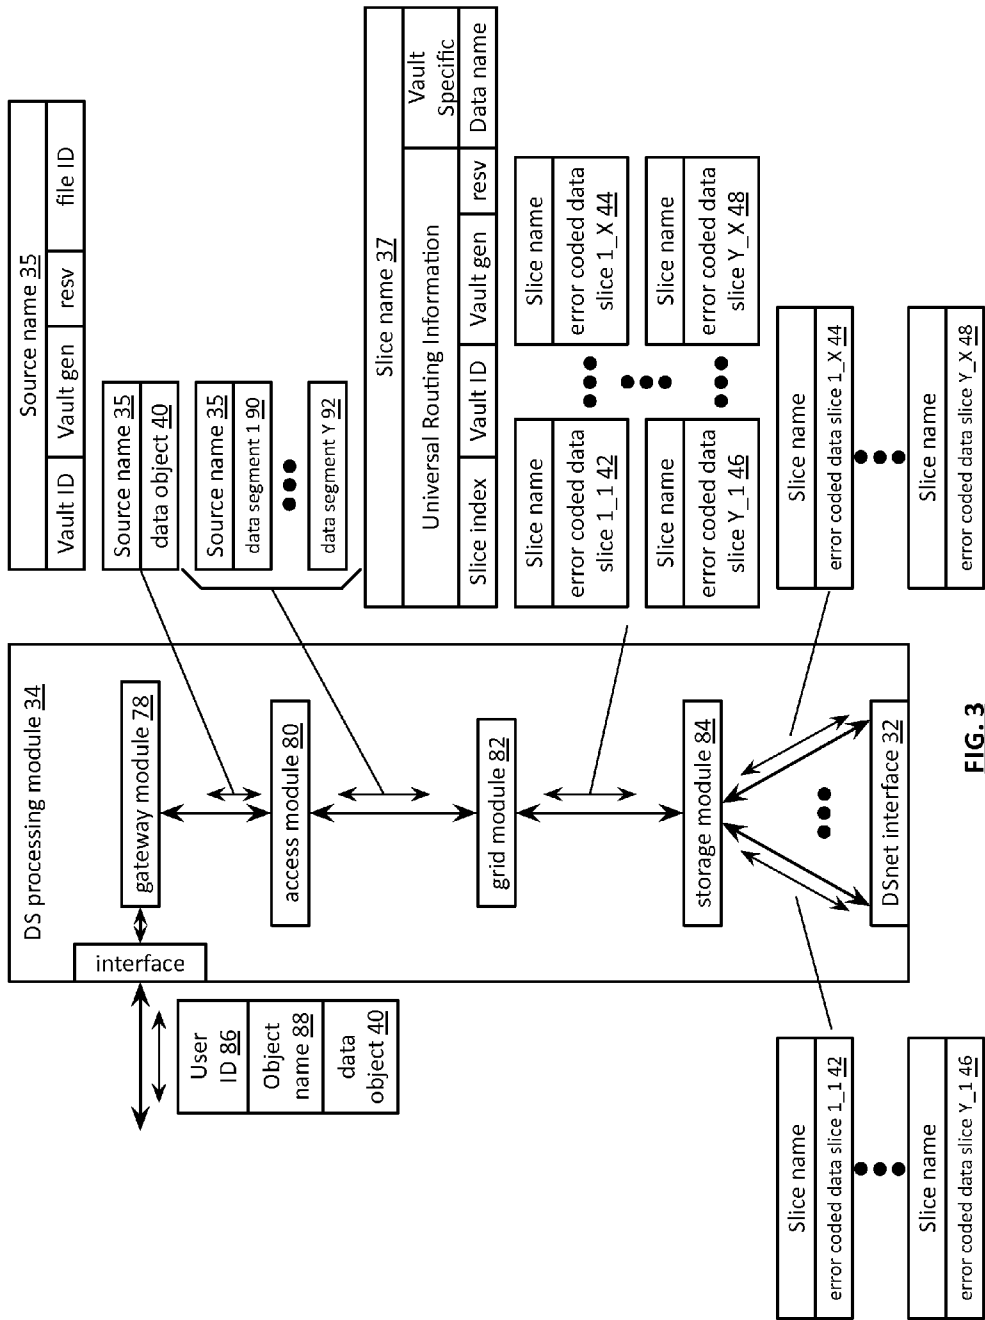 DS processing module 34
gateway module 78
interface
access module 80
grid module 82
storage module 84
DSnet interface 32
User
ID 86
Object
name 88
data
object 40
Source name 35
Vault ID
Vault gen
resv
file ID
Source name 35
data object 40
Source name 35
data segment 1 90
data segment Y 92
Slice name 37
Universal Routing Information
Vault
Specific
Slice index
Vault ID
Vault gen
resv
Data name
Slice name
error coded data
slice 1_1 42
Slice name
error coded data
slice 1_X 44
Slice name
error coded data
slice Y_1 46
Slice name
error coded data
slice Y_X 48
Slice name
error coded data slice 1_1 42
Slice name
error coded data slice Y_1 46
Slice name
error coded data slice 1_X 44
Slice name
error coded data slice Y_X 48
FIG. 3